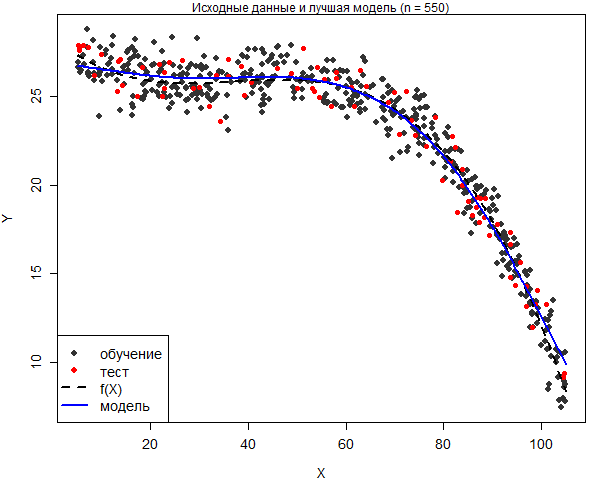 Исходные данные и лучшая модель (n = 550)
25
20
15
10
Y
обучение
тест
f(X)
модель
20 40 60 80 100
X